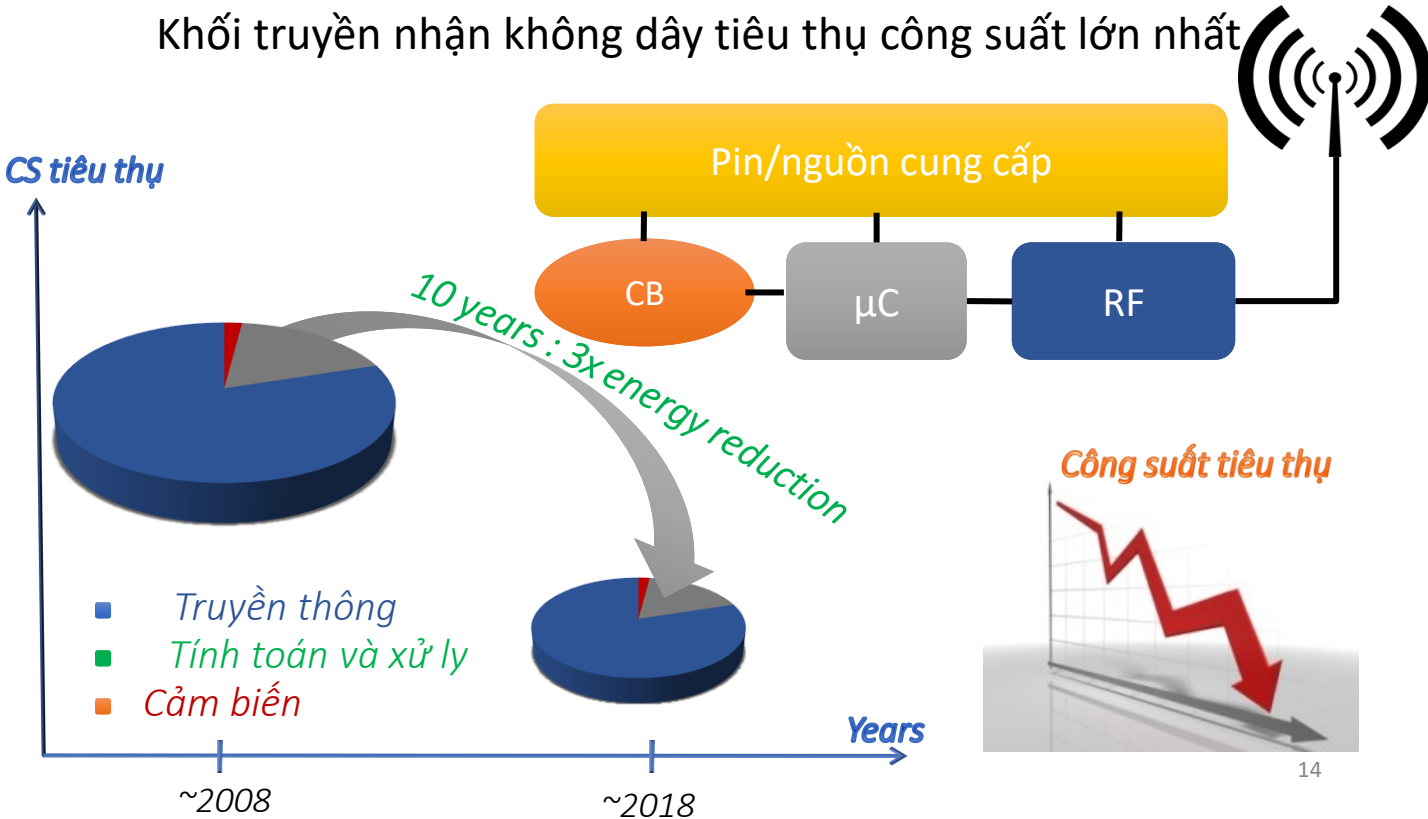 Khối truyền nhận không dây tiêu thụ công suất lớn nhất
CS tiêu thụ
Pin/nguồn cung cấp
CB
µC
RF
10 years : 3x energy reduction
Công suất tiêu thụ
Truyền thông
Tính toán và xử ly
Cảm biến
Years
~2008
~2018
14